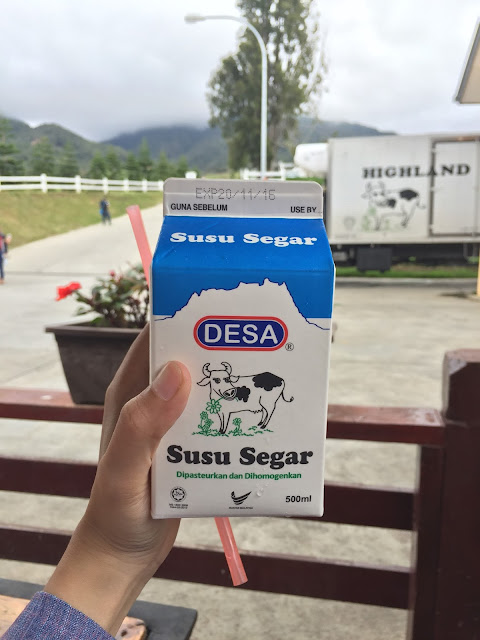 EXP20/11/16
GUNA SEBELUM USE BY
Susu Segar
DESA
®
Susu Segar
Dipasteurkan dan Dihomogenkan
500ml
HIGHLAND